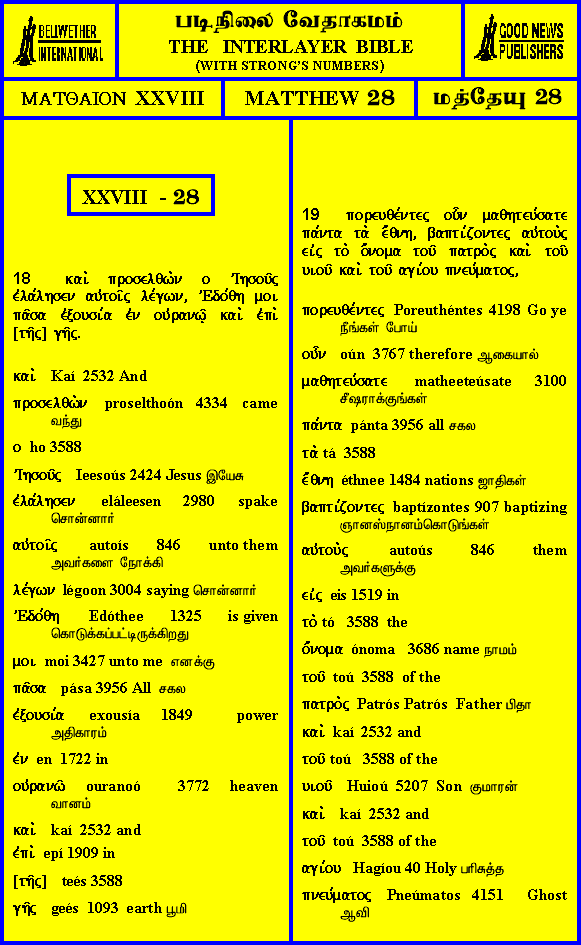 BELLWETHER
INTERNATIONAL
படிநிலை வேதாகமம்
THE INTERLAYER BIBLE
(WITH STRONG'S NUMBERS)
GOOD NEWS
PUBLISHERS
ΜΑΤΘΑΙΟΝ XXVIII
MATTHEW 28
மத்தேயு 28
XXVIII - 28
18 καὶ προσελθὼν ο Ἰησοῦς
ἐλάλησεν αὐτοῖς λέγων, Ἐδόθη μοι
πᾶσα ἐξουσία ἐν οὐρανῷ καὶ ἐπὶ
[τῆς] γῆς.
καὶ Kaí 2532 And
προσελθὼν proselthoón 4334 came
வந்து
ο ho 3588
Ἰησοῦς Ieesoús 2424 Jesus இயேசு
ἐλάλησεν eláleesen 2980 spake
சொன்னார்
αὐτοῖς autoís 846 unto them
அவர்களை நோக்கி
λέγων légoon 3004 saying சொன்னார்
Ἐδόθη Edóthee 1325 is given
கொடுக்கப்பட்டிருக்கிறது
μοι moi 3427 unto me எனக்கு
πᾶσα pása 3956 All சகல
ἐξουσία exousía 1849 power
அதிகாரம்
ἐν en 1722 in
οὐρανῶ ouranoó 3772 heaven
வானம்
καὶ kaí 2532 and
ἐπὶ epí 1909 in
[τῆς] teés 3588
γῆς geés 1093 earth பூமி
19 πορευθέντες οὖν μαθητεύσατε
πάντα τὰ ἔθνη, βαπτίζοντες αὐτοὺς
εἰς τὸ ὄνομα τοῦ πατρὸς καὶ τοῦ
υιοῦ καὶ τοῦ αγίου πνεύματος,
πορευθέντες Poreuthéntes 4198 Go ye
நீங்கள் போய்
οὖν oún 3767 therefore ஆகையால்
μαθητεύσατε matheeteúsate 3100
சீஷராக்குங்கள்
πάντα pánta 3956 all சகல
τὰ tá 3588
ἔθνη éthnee 1484 nations ஜாதிகள்
βαπτίζοντες baptízontes 907 baptizing
ஞானஸ்நானம்கொடுங்கள்
αὐτοὺς autoús 846 them
அவர்களுக்கு
εἰς eis 1519 in
τὸ tó 3588 the
ὄνομα ónoma 3686 name நாமம்
τοῦ toú 3588 of the
πατρὸς Patrós Patrós Father பிதா
καὶ kaí 2532 and
τοῦ toú 3588 of the
υιοῦ Huioú 5207 Son குமாரன்
καὶ kaí 2532 and
τοῦ toú 3588 of the
αγίου Hagíou 40 Holy பரிசுத்த
πνεύματος Pneúmatos 4151 Ghost
ஆவி